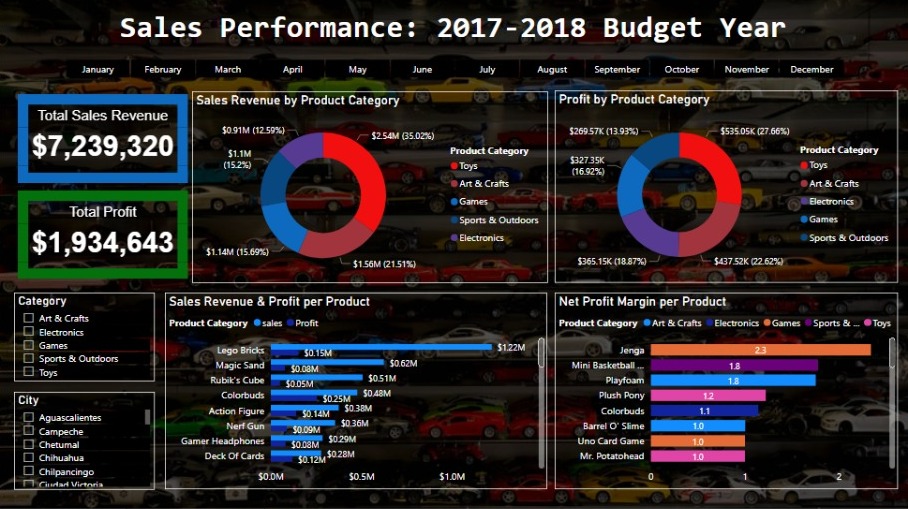 Sales Performance: 2017-2018 Budget Year
January February March April May June July August September October November December
Total Sales Revenue
$7,239,320
Total Profit
$1,934,643
Sales Revenue by Product Category
$0.91M (12.59%)
$2.54M (35.02%)
$1.1M
(15.2%)
$1.14M (15.69%)
$1.56M (21.51%)
Product Category
Toys
Art & Crafts
Games
Sports & Outdoors
Electronics
Profit by Product Category
$269.57K (13.93%)
$535.05K (27.66%)
$327.35K
(16.92%)
$365.15K (18.87%)
$437.52K (22.62%)
Product Category
Toys
Art & Crafts
Electronics
Games
Sports & Outdoors
Category
Art & Crafts
Electronics
Games
Sports & Outdoors
Toys
City
Aguascalientes
Campeche
Chetumal
Chihuahua
Chilpancingo
Ciudad Victoria
Sales Revenue & Profit per Product
Product Category sales Profit
Lego Bricks $1.22M
$0.15M
Magic Sand $0.62M
$0.08M
Rubik's Cube $0.51M
$0.05M
Colorbuds $0.48M
$0.25M
Action Figure $0.38M
$0.14M
Nerf Gun $0.36M
$0.09M
Gamer Headphones $0.29M
$0.08M
Deck Of Cards $0.28M
$0.12M
$0.0M $0.5M $1.0M
Net Profit Margin per Product
Product Category Art & Crafts Electronics Games Sports & ... Toys
Jenga 2.3
Mini Basketball ... 1.8
Playfoam 1.8
Plush Pony 1.2
Colorbuds 1.1
Barrel O' Slime 1.0
Uno Card Game 1.0
Mr. Potatohead 1.0
0 1 2